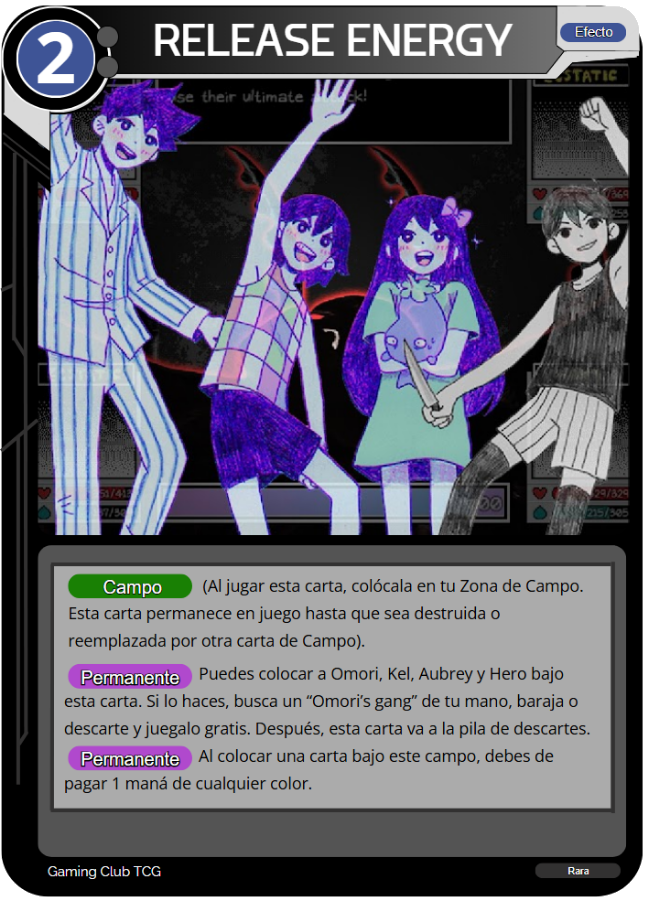 2
RELEASE ENERGY
Efecto
use their ultimate attack!
ECSTATIC
Campo (Al jugar esta carta, colócala en tu Zona de Campo.
Esta carta permanece en juego hasta que sea destruida o
reemplazada por otra carta de Campo).
Permanente Puedes colocar a Omori, Kel, Aubrey y Hero bajo
esta carta. Si lo haces, busca un “Omori’s gang” de tu mano, baraja o
descarte y juegalo gratis. Después, esta carta va a la pila de descartes.
Permanente Al colocar una carta bajo este campo, debes de
pagar 1 maná de cualquier color.
Gaming Club TCG
Rara